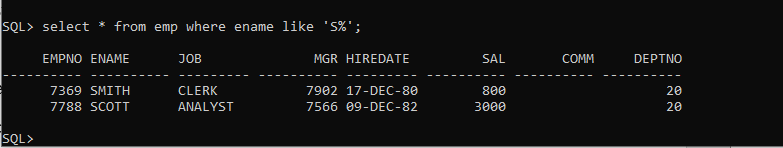 SQL> select * from emp where ename like 'S%';
     EMPNO ENAME      JOB              MGR HIREDATE         SAL       COMM     DEPTNO
---------- ---------- --------- ---------- --------- ---------- ---------- ----------
      7369 SMITH      CLERK           7902 17-DEC-80        800                    20
      7788 SCOTT      ANALYST         7566 09-DEC-82       3000                    20
SQL>